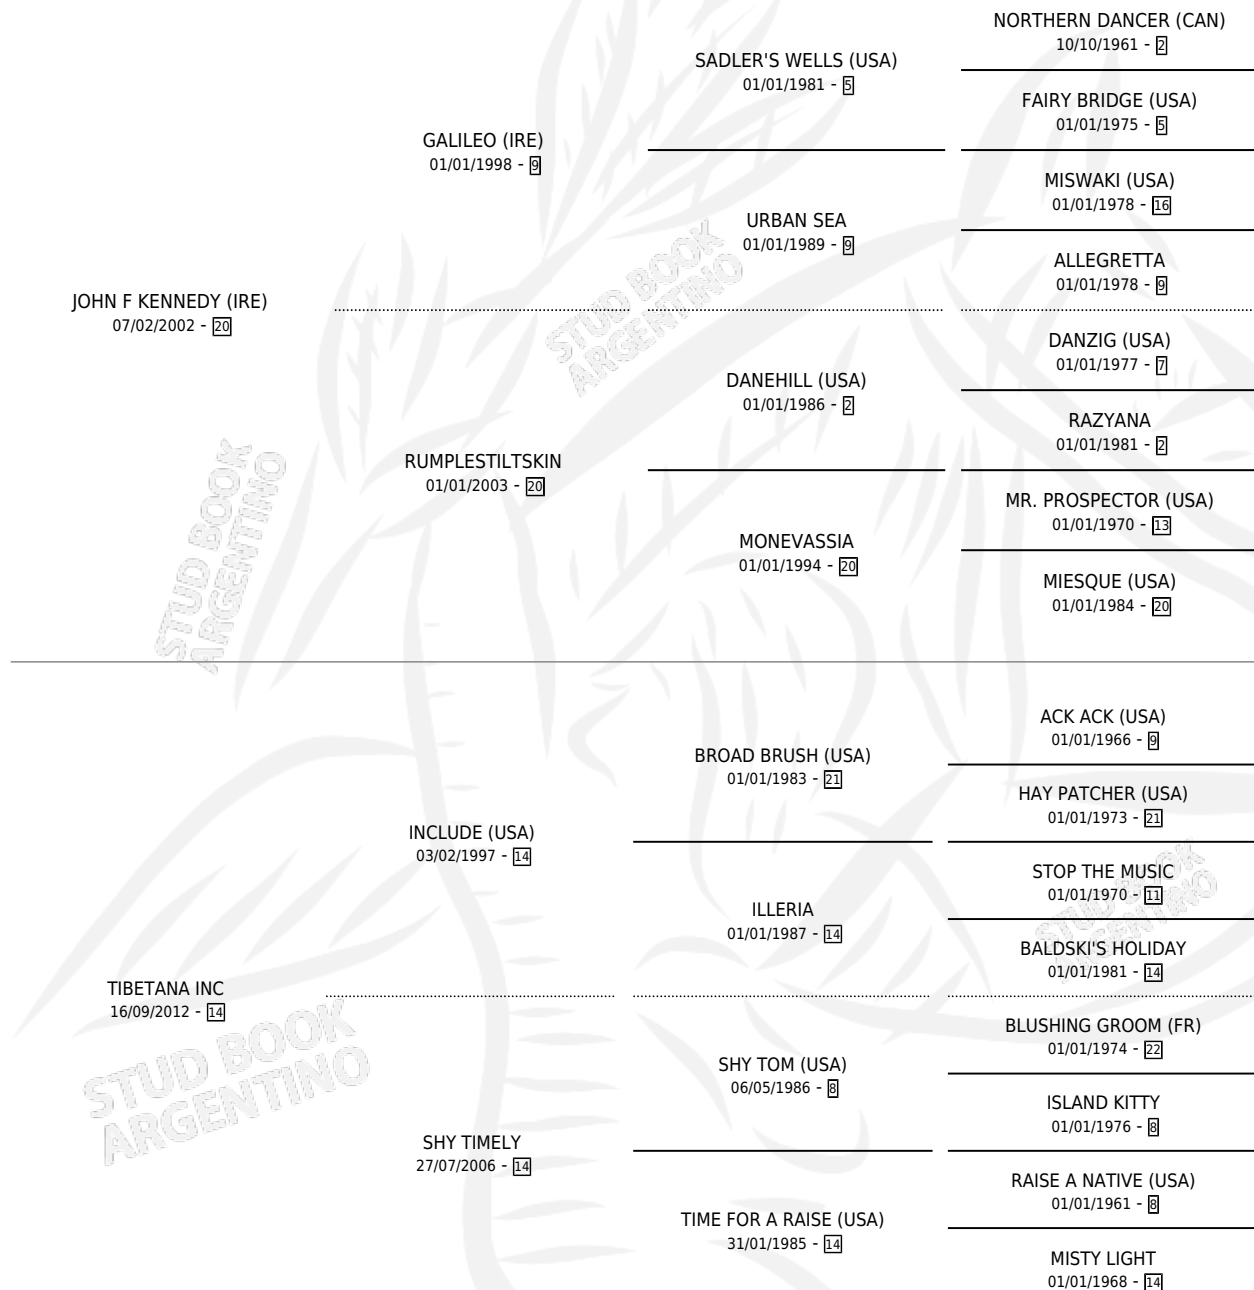 NORTHERN DANCER (CAN)
10/10/1961 - 2
SADLER'S WELLS (USA)
01/01/1981 - 5
FAIRY BRIDGE (USA)
01/01/1975 - 5
GALILEO (IRE)
01/01/1998 - 9
MISWAKI (USA)
01/01/1978 - 16
URBAN SEA
01/01/1989 - 9
ALLEGRETTA
01/01/1978 - 9
JOHN F KENNEDY (IRE)
07/02/2002 - 20
DANZIG (USA)
01/01/1977 - 7
DANEHILL (USA)
01/01/1986 - 2
RAZYANA
01/01/1981 - 2
RUMPLESTILTSKIN
01/01/2003 - 20
MR. PROSPECTOR (USA)
01/01/1970 - 13
MONEVASSIA
01/01/1994 - 20
MIESQUE (USA)
01/01/1984 - 20
ACK ACK (USA)
01/01/1966 - 9
BROAD BRUSH (USA)
01/01/1983 - 21
HAY PATCHER (USA)
01/01/1973 - 21
INCLUDE (USA)
03/02/1997 - 14
STOP THE MUSIC
01/01/1970 - 11
ILLERIA
01/01/1987 - 14
BALDSKI'S HOLIDAY
01/01/1981 - 14
TIBETANA INC
16/09/2012 - 14
BLUSHING GROOM (FR)
01/01/1974 - 22
SHY TOM (USA)
06/05/1986 - 8
ISLAND KITTY
01/01/1976 - 8
SHY TIMELY
27/07/2006 - 14
RAISE A NATIVE (USA)
01/01/1961 - 8
TIME FOR A RAISE (USA)
31/01/1985 - 14
MISTY LIGHT
01/01/1968 - 14
STUD BOOK
ARGENTINO
STUD BOOK
ARGENTINO
STUD BOOK
ARGENTINO
STUD BOOK
ARGENTINO